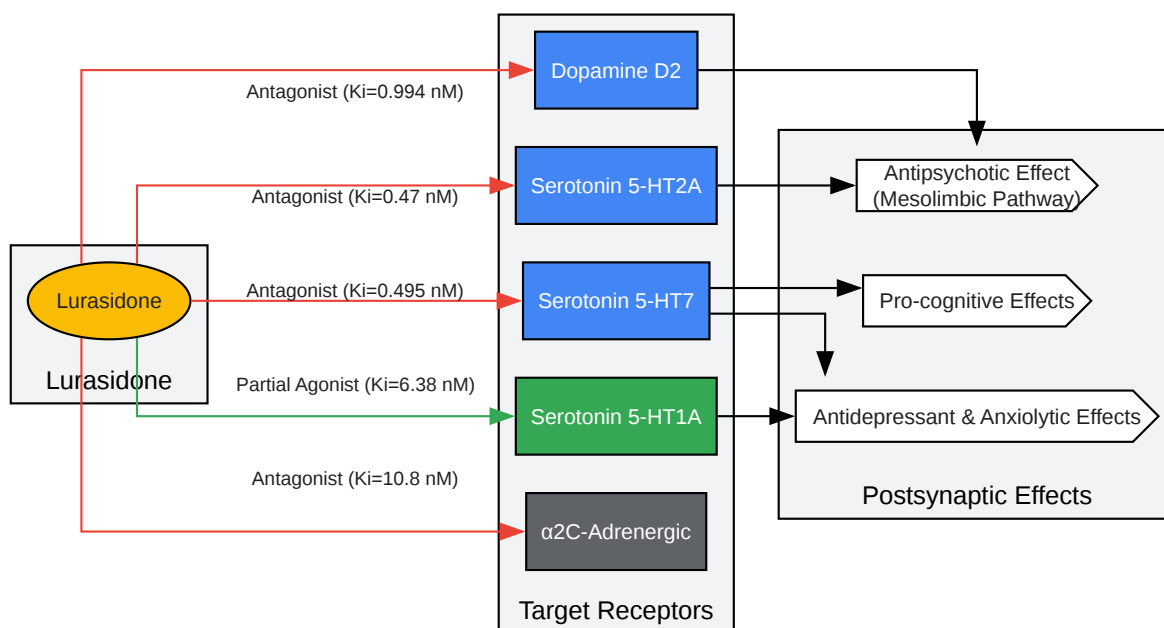 Dopamine D2
Antagonist (Ki=0.994 nM)
Serotonin 5-HT2A
Antagonist (Ki=0.47 nM)
Antipsychotic Effect
(Mesolimbic Pathway)
Lurasidone
Antagonist (Ki=0.495 nM)
Serotonin 5-HT7
Pro-cognitive Effects
Lurasidone
Partial Agonist (Ki=6.38 nM)
Serotonin 5-HT1A
Antidepressant & Anxiolytic Effects
Antagonist (Ki=10.8 nM)
Postsynaptic Effects
α2C-Adrenergic
Target Receptors